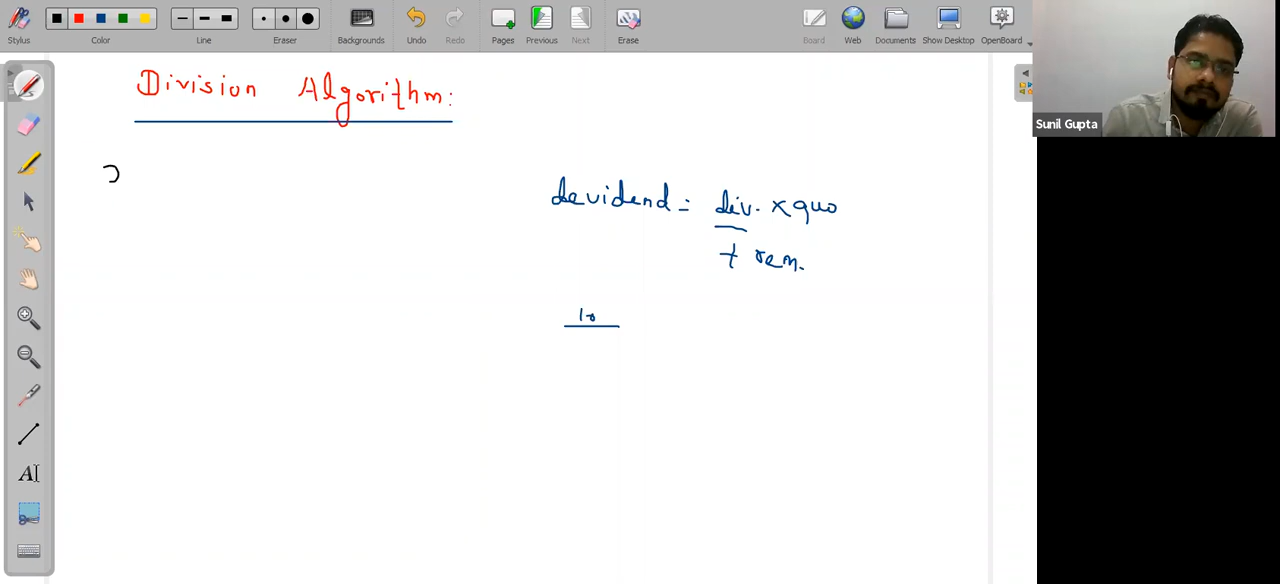 Stylus
Color
Line
Eraser
Backgrounds
Undo
Redo
Pages
Previous
Next
Erase
Board
Web
Documents
Show Desktop
OpenBoard
Sunil Gupta
Division Algorithm:
devidend = div. × quo
+ rem.
10